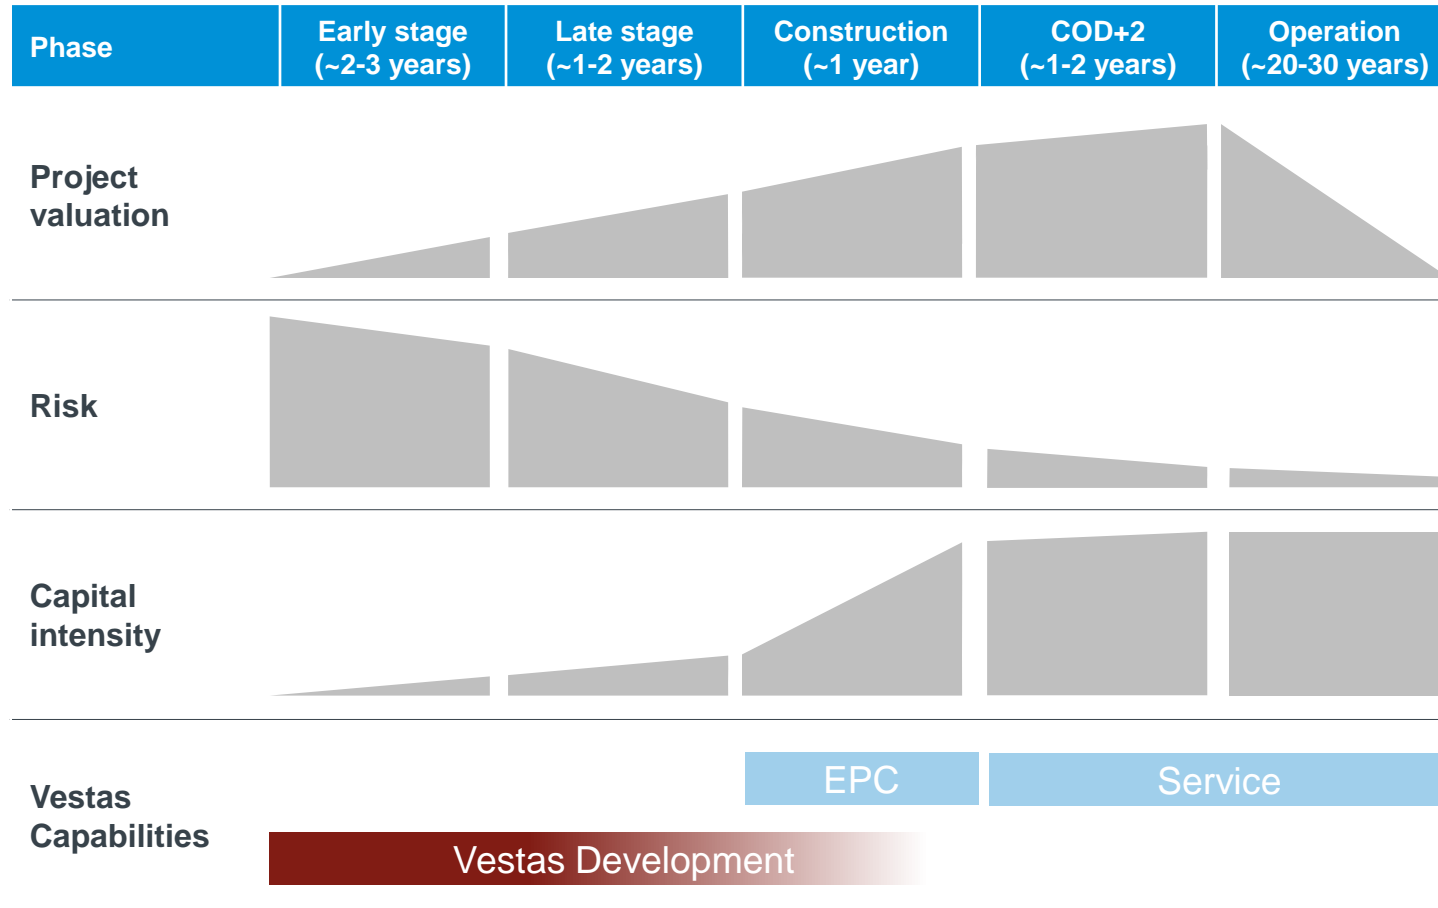 Phase
Early stage
(~2-3 years)
Late stage
(~1-2 years)
Construction
(~1 year)
COD+2
(~1-2 years)
Operation
(~20-30 years)
Project
valuation
Risk
Capital
intensity
Vestas
Capabilities
EPC
Service
Vestas Development